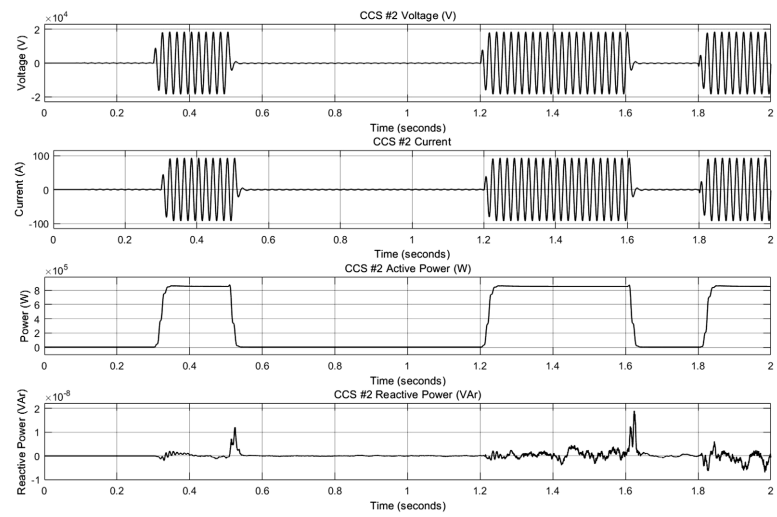 CCS #2 Voltage (V)
×10^4
2
0
-2
Voltage (V)
0 0.2 0.4 0.6 0.8 1 1.2 1.4 1.6 1.8 2
Time (seconds)
CCS #2 Current
100
0
-100
Current (A)
0 0.2 0.4 0.6 0.8 1 1.2 1.4 1.6 1.8 2
Time (seconds)
CCS #2 Active Power (W)
×10^5
8
6
4
2
0
Power (W)
0 0.2 0.4 0.6 0.8 1 1.2 1.4 1.6 1.8 2
Time (seconds)
CCS #2 Reactive Power (VAr)
×10^-8
2
1
0
-1
Reactive Power (VAr)
0 0.2 0.4 0.6 0.8 1 1.2 1.4 1.6 1.8 2
Time (seconds)